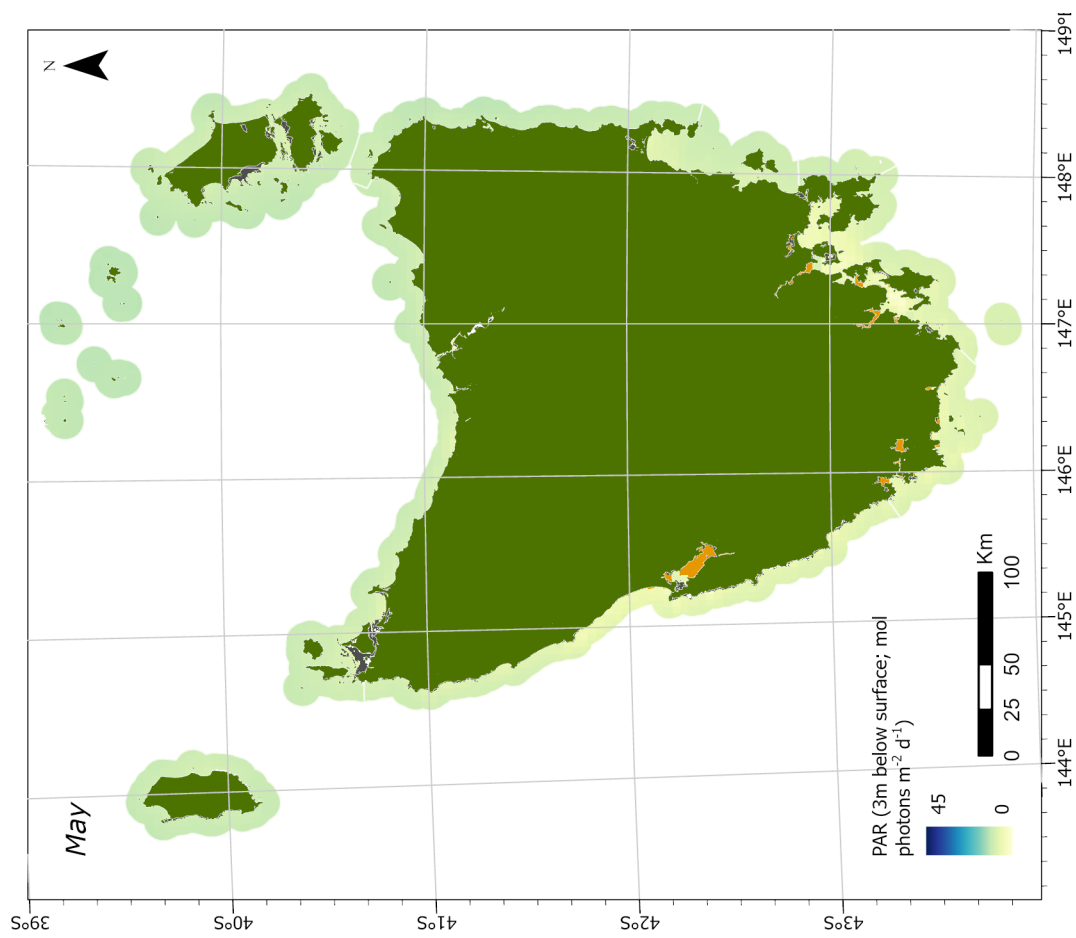 May
N
39°S
40°S
41°S
42°S
43°S
144°E
145°E
146°E
147°E
148°E
149°E
PAR (3m below surface; mol
photons m⁻² d⁻¹)
45
0
0 25 50 100
Km